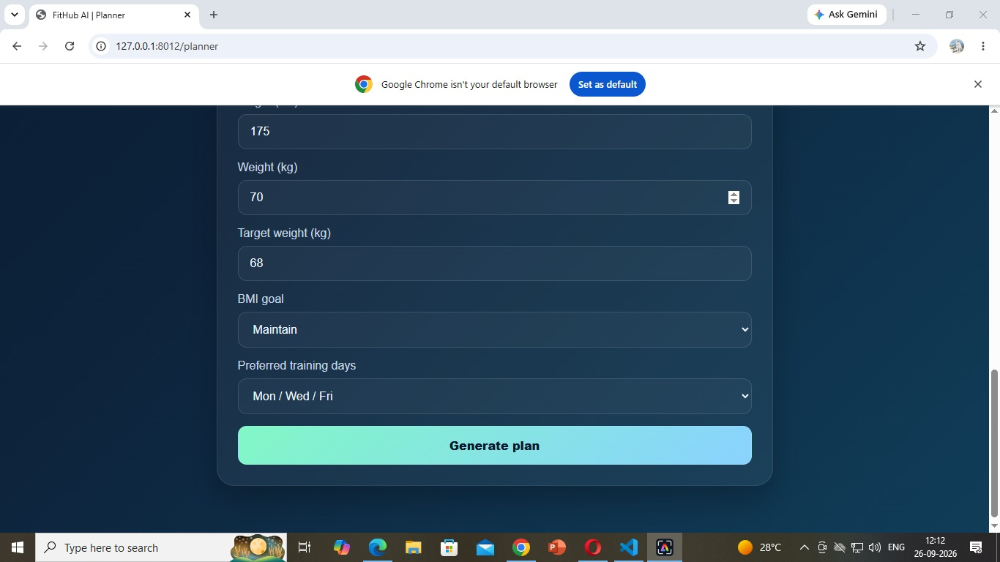 FitHub AI | Planner
Ask Gemini
127.0.0.1:8012/planner
Google Chrome isn't your default browser
Set as default
175
Weight (kg)
70
Target weight (kg)
68
BMI goal
Maintain
Preferred training days
Mon / Wed / Fri
Generate plan
Type here to search
28°C
ENG
12:12
26-09-2026